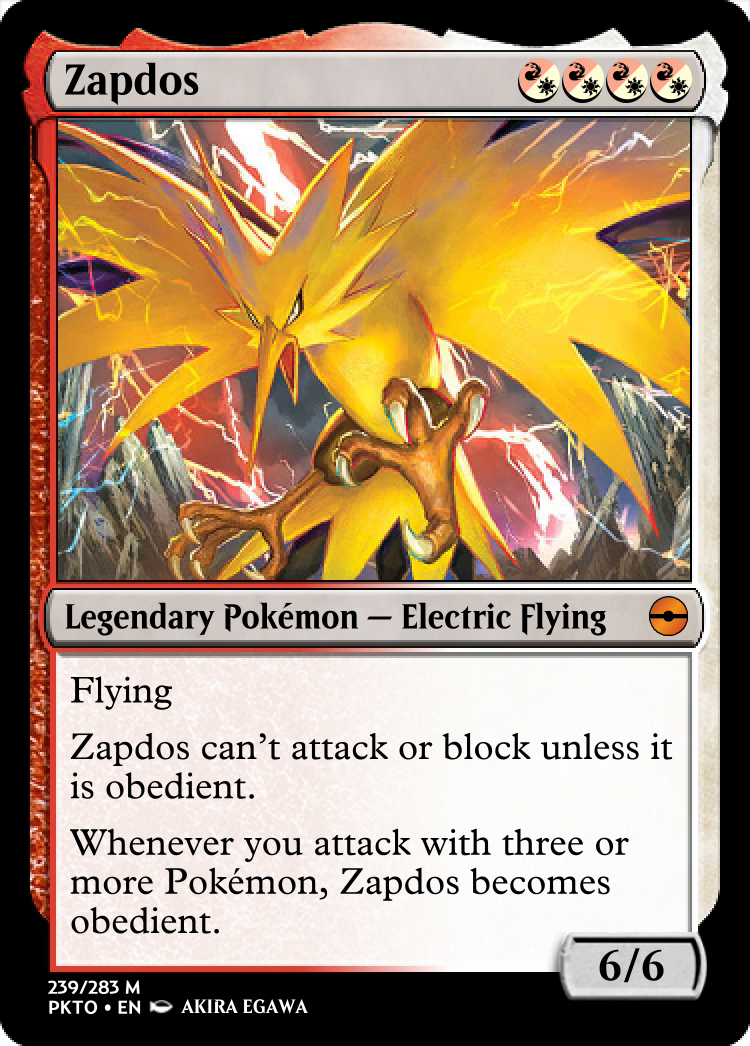 Zapdos
Legendary Pokémon — Electric Flying
Flying
Zapdos can't attack or block unless it
is obedient.
Whenever you attack with three or
more Pokémon, Zapdos becomes
obedient.
6/6
239/283 M
PKTO • EN AKIRA EGAWA